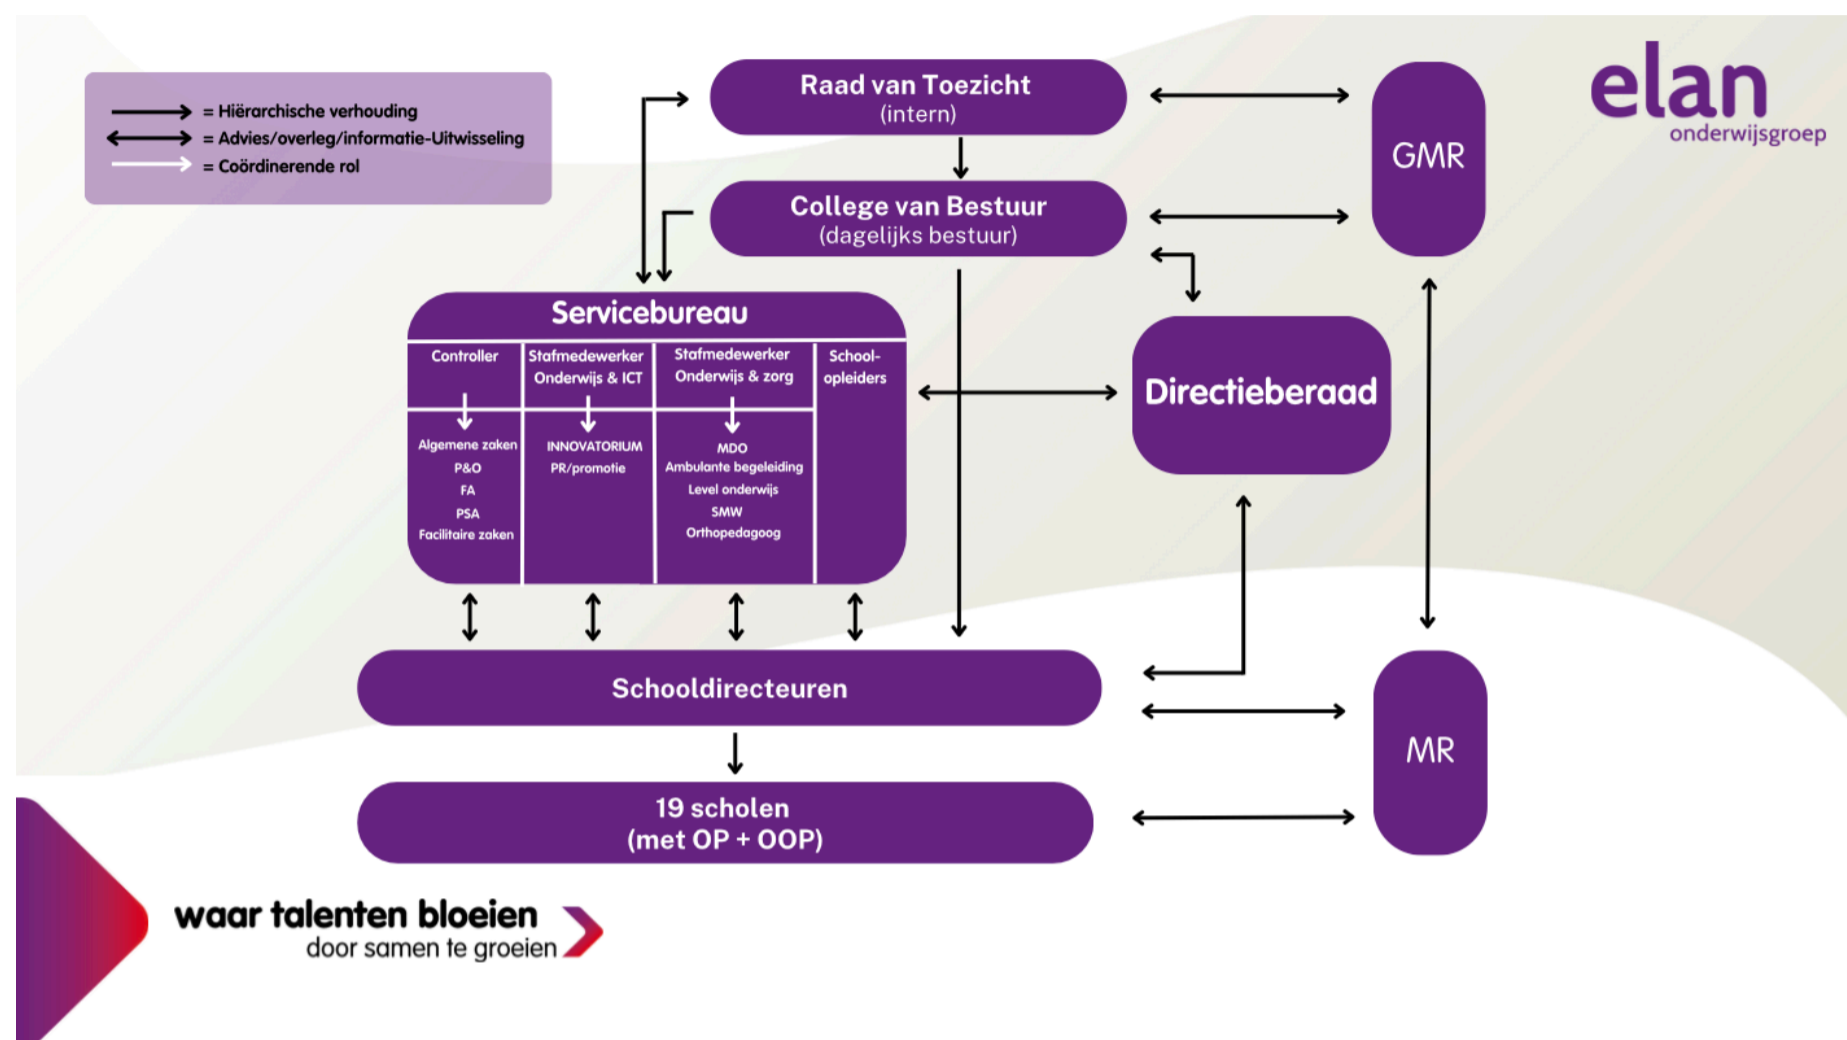 = Hiërarchische verhouding
= Advies/overleg/informatie-Uitwisseling
= Coördinerende rol
Raad van Toezicht
(intern)
GMR
elan
onderwijsgroep
College van Bestuur
(dagelijks bestuur)
Servicebureau
Controller
Stafmedewerker
Onderwijs & ICT
Stafmedewerker
Onderwijs & zorg
School-
opleiders
Algemene zaken
P&O
FA
PSA
Facilitaire zaken
INNOVATORIUM
PR/promotie
MDO
Ambulante begeleiding
Level onderwijs
SMW
Orthopedagoog
Directieberaad
Schooldirecteuren
MR
19 scholen
(met OP + OOP)
waar talenten bloeien
door samen te groeien